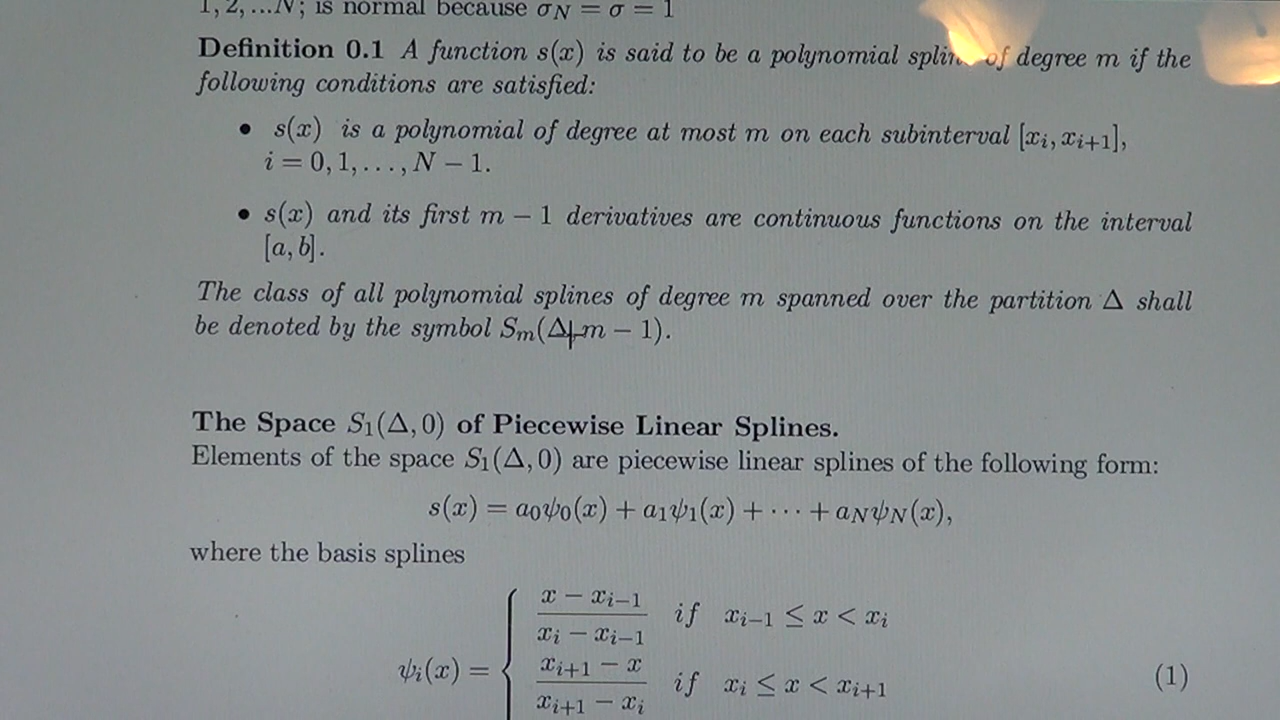 1, 2, ...N; is normal because σ_N = σ = 1
Definition 0.1 A function s(x) is said to be a polynomial spline of degree m if the
following conditions are satisfied:
• s(x) is a polynomial of degree at most m on each subinterval [x_i, x_{i+1}],
i = 0, 1, . . . , N − 1.
• s(x) and its first m − 1 derivatives are continuous functions on the interval
[a, b].
The class of all polynomial splines of degree m spanned over the partition Δ shall
be denoted by the symbol S_m(Δ, m − 1).
The Space S_1(Δ, 0) of Piecewise Linear Splines.
Elements of the space S_1(Δ, 0) are piecewise linear splines of the following form:
s(x) = a_0ψ_0(x) + a_1ψ_1(x) + · · · + a_Nψ_N(x),
where the basis splines
ψ_i(x) = { (x − x_{i−1})/(x_i − x_{i−1}) if x_{i−1} ≤ x < x_i
(x_{i+1} − x)/(x_{i+1} − x_i) if x_i ≤ x < x_{i+1} (1)